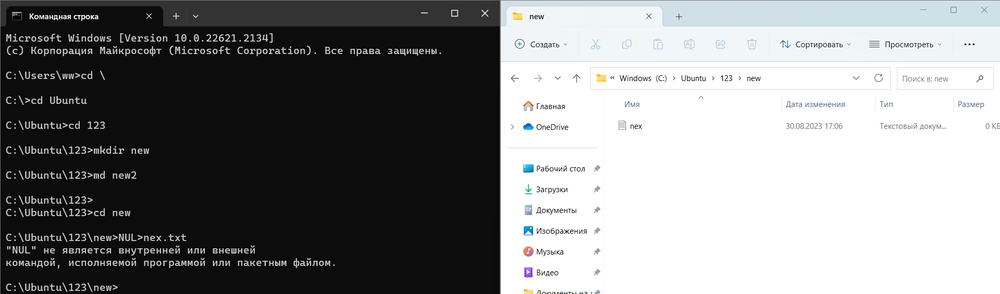 Командная строка
Microsoft Windows [Version 10.0.22621.2134]
(c) Корпорация Майкрософт (Microsoft Corporation). Все права защищены.
C:\Users\ww>cd \
C:\>cd Ubuntu
C:\Ubuntu>cd 123
C:\Ubuntu\123>mkdir new
C:\Ubuntu\123>md new2
C:\Ubuntu\123>
C:\Ubuntu\123>cd new
C:\Ubuntu\123\new>NUL>nex.txt
"NUL" не является внутренней или внешней
командой, исполняемой программой или пакетным файлом.
C:\Ubuntu\123\new>
new
Создать Сортировать Просмотреть
« Windows (C:) > Ubuntu > 123 > new
Поиск в: new
Имя Дата изменения Тип Размер
nex 30.08.2023 17:06 Текстовый докум... 0 КБ
Главная
OneDrive
Рабочий стол
Загрузки
Документы
Изображения
Музыка
Видео
Документы на